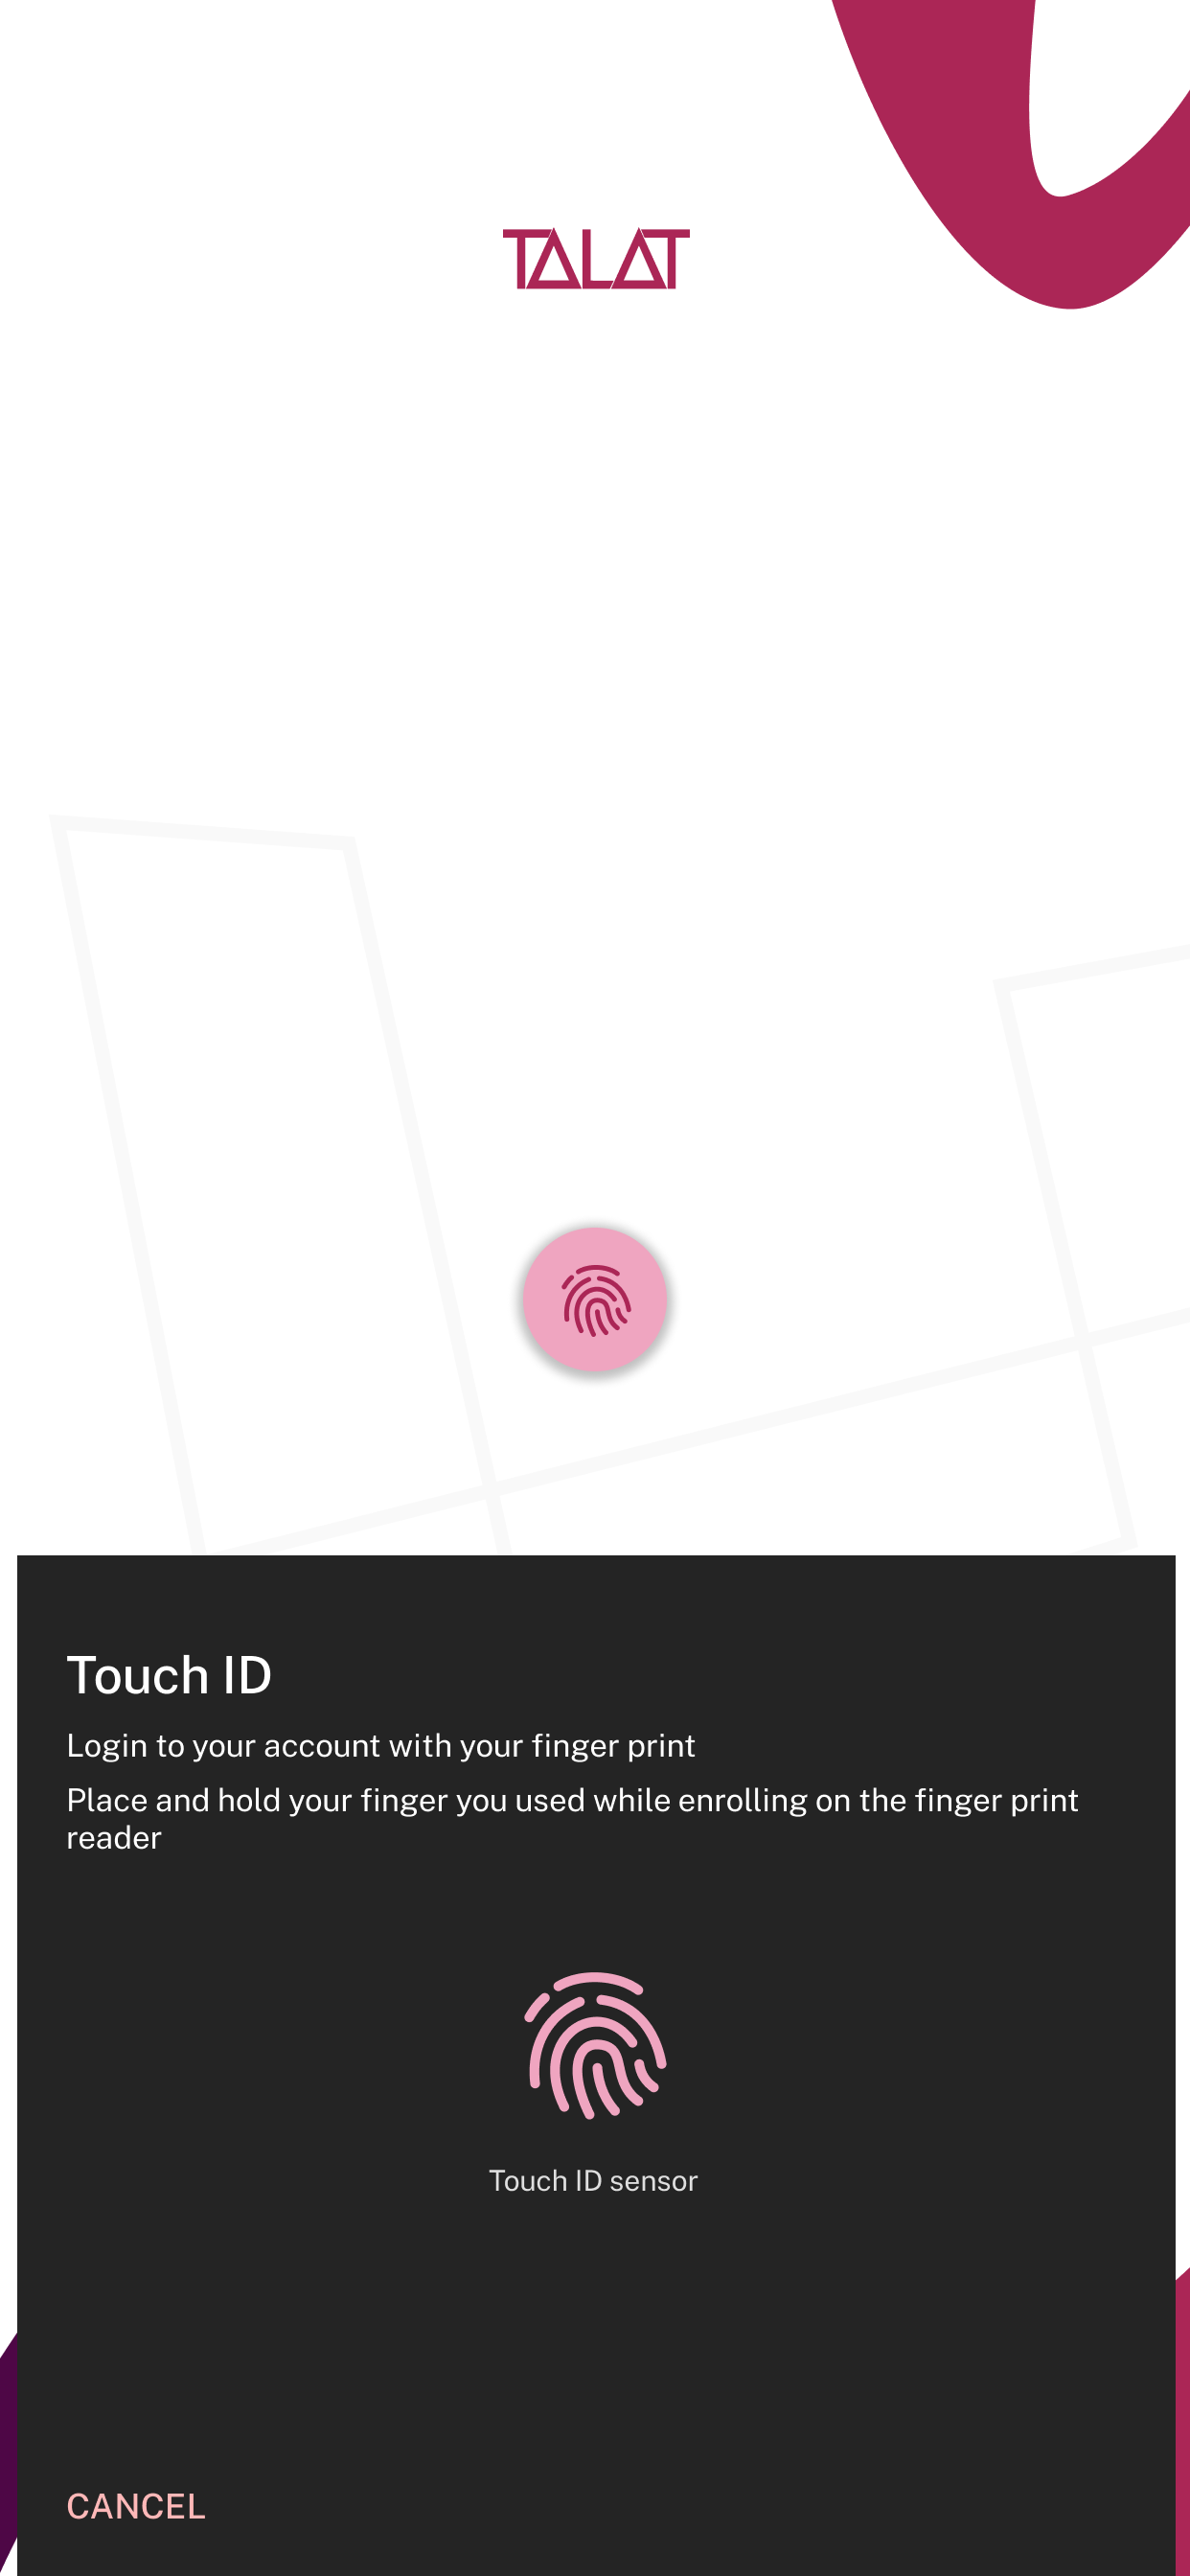 TALAT
Touch ID
Login to your account with your finger print
Place and hold your finger you used while enrolling on the finger print
reader
Touch ID sensor
CANCEL